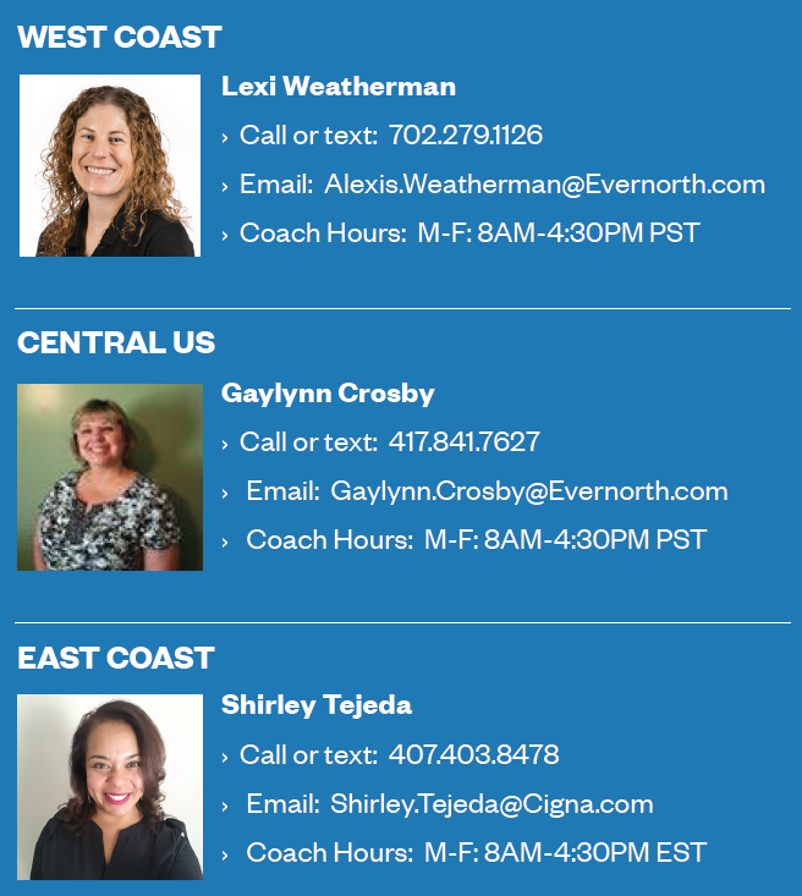 WEST COAST
Lexi Weatherman
› Call or text: 702.279.1126
› Email: Alexis.Weatherman@Evernorth.com
› Coach Hours: M-F: 8AM-4:30PM PST
CENTRAL US
Gaylynn Crosby
› Call or text: 417.841.7627
› Email: Gaylynn.Crosby@Evernorth.com
› Coach Hours: M-F: 8AM-4:30PM PST
EAST COAST
Shirley Tejeda
› Call or text: 407.403.8478
› Email: Shirley.Tejeda@Cigna.com
› Coach Hours: M-F: 8AM-4:30PM EST